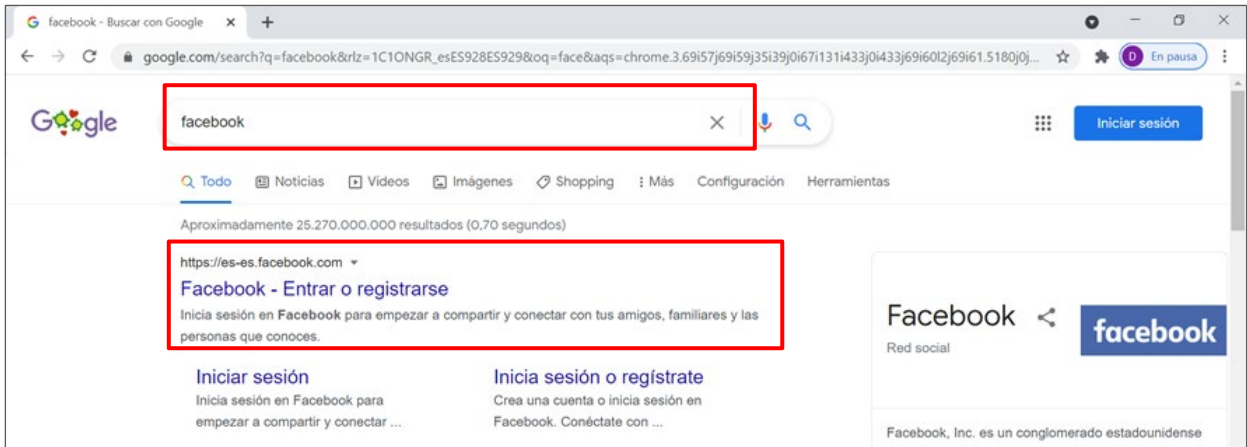 facebook - Buscar con Google
google.com/search?q=facebook&rlz=1C1ONGR_esES928ES929&oq=face&aqs=chrome.3.69i57j69i59j35i39j0i67i131i433j0i433j69i60l2j69i61.5180j0j...
D En pausa
Google
facebook
Iniciar sesión
Todo Noticias Vídeos Imágenes Shopping Más Configuración Herramientas
Aproximadamente 25.270.000.000 resultados (0,70 segundos)
https://es-es.facebook.com
Facebook - Entrar o registrarse
Inicia sesión en Facebook para empezar a compartir y conectar con tus amigos, familiares y las
personas que conoces.
Iniciar sesión
Inicia sesión en Facebook para
empezar a compartir y conectar ...
Inicia sesión o regístrate
Crea una cuenta o inicia sesión en
Facebook. Conéctate con ...
Facebook
Red social
facebook
Facebook, Inc. es un conglomerado estadounidense